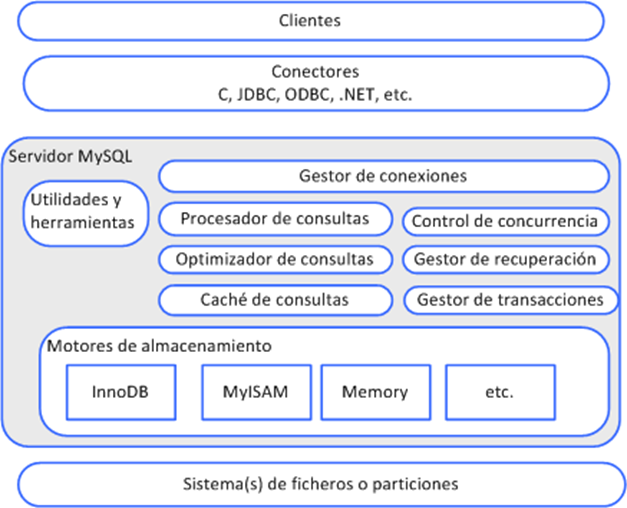 Clientes
Conectores
C, JDBC, ODBC, .NET, etc.
Servidor MySQL
Gestor de conexiones
Utilidades y
herramientas
Procesador de consultas
Control de concurrencia
Optimizador de consultas
Gestor de recuperación
Caché de consultas
Gestor de transacciones
Motores de almacenamiento
InnoDB
MyISAM
Memory
etc.
Sistema(s) de ficheros o particiones